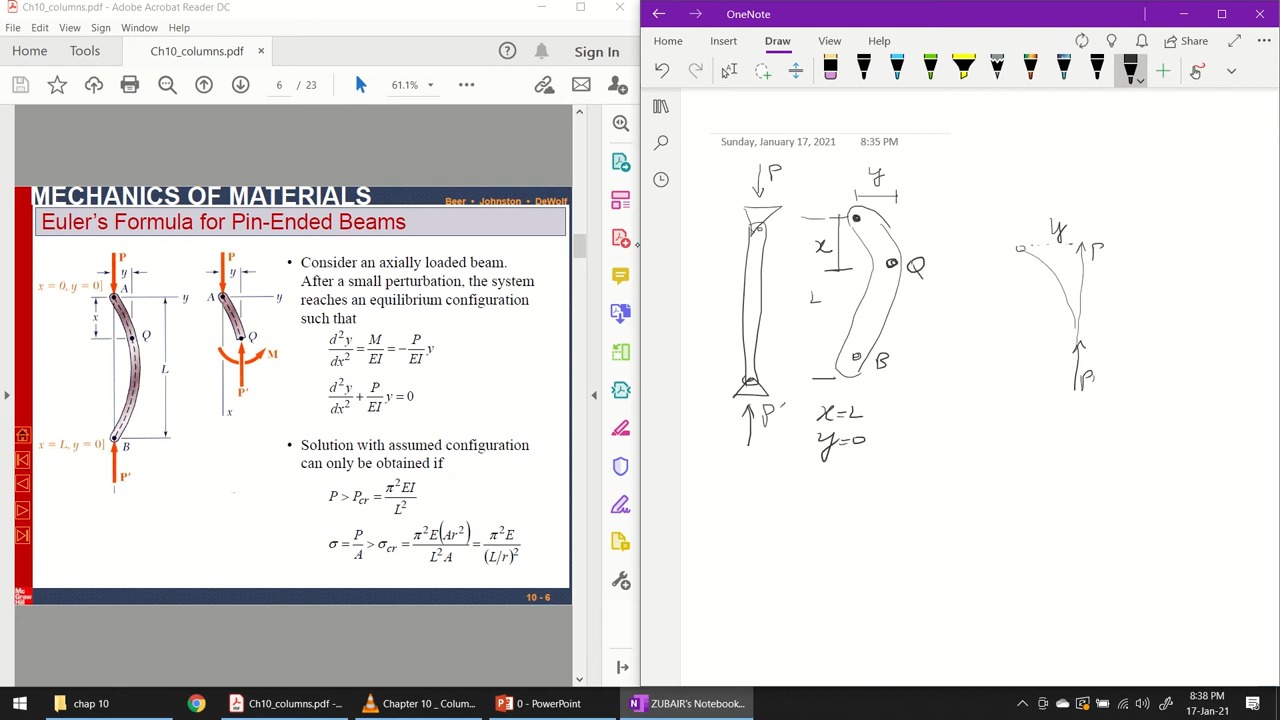 Ch10_columns.pdf - Adobe Acrobat Reader DC
File Edit View Sign Window Help
Home Tools Ch10_columns.pdf × Sign In
6 / 23 61.1%
MECHANICS OF MATERIALS
Beer • Johnston • DeWolf
Euler's Formula for Pin-Ended Beams
P P
y y
x = 0, y = 0] A y A y
x Q Q
M
L P'
x
x = L, y = 0] B
P'
• Consider an axially loaded beam.
After a small perturbation, the system
reaches an equilibrium configuration
such that
d²y/dx² = M/EI = −P/EI y
d²y/dx² + P/EI y = 0
• Solution with assumed configuration
can only be obtained if
P > Pcr = π²EI/L²
σ = P/A > σcr = π²E(Ar²)/L²A = π²E/(L/r)²
Mc
Graw
Hill
10 - 6
OneNote
Home Insert Draw View Help Share
Sunday, January 17, 2021 8:35 PM
P y
x Q
L
B
P'
x=L
y=0
y P
P'
chap 10
Ch10_columns.pdf -...
Chapter 10 _ Colum...
0 - PowerPoint
ZUBAIR's Notebook...
8:38 PM
17-Jan-21